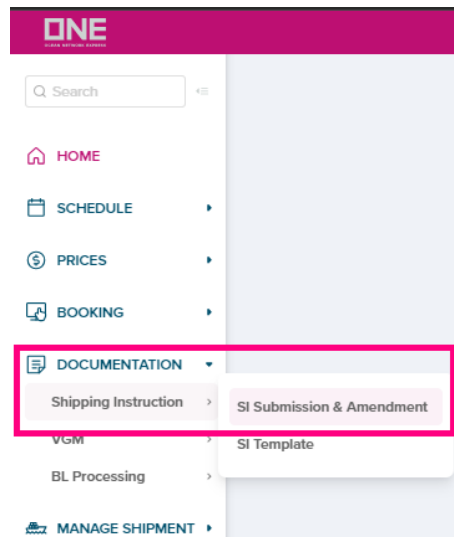 ONE
OCEAN NETWORK EXPRESS
Search
HOME
SCHEDULE
PRICES
BOOKING
DOCUMENTATION
Shipping Instruction
SI Submission & Amendment
VGM
SI Template
BL Processing
MANAGE SHIPMENT